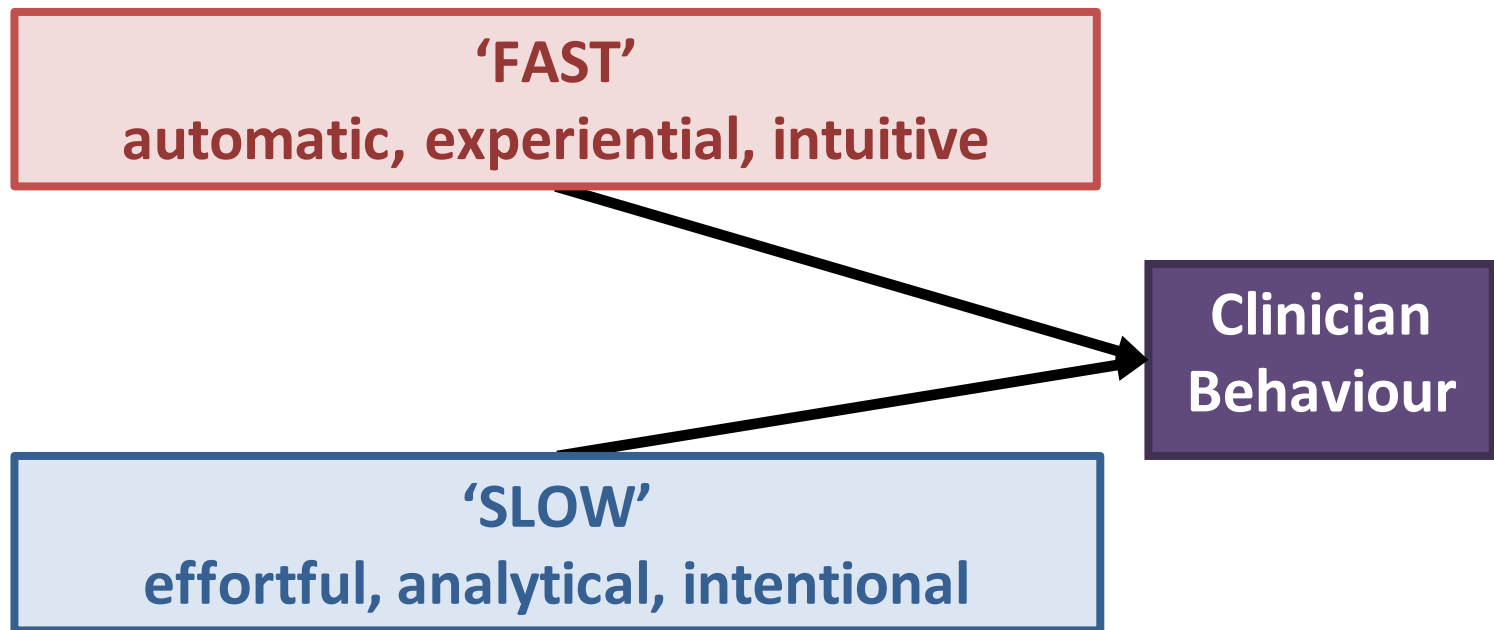 ‘FAST’
automatic, experiential, intuitive
Clinician
Behaviour
‘SLOW’
effortful, analytical, intentional